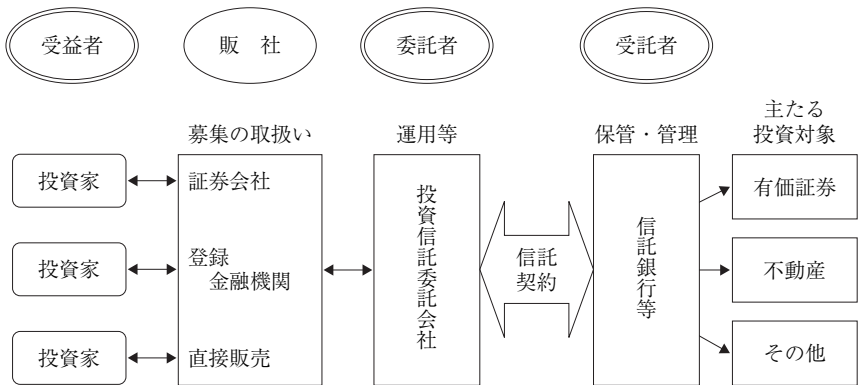 受益者
販 社
委託者
受託者
募集の取扱い
運用等
保管・管理
主たる
投資対象
投資家
投資家
投資家
証券会社
登録
金融機関
直接販売
投資信託委託会社
信託
契約
信託銀行等
有価証券
不動産
その他